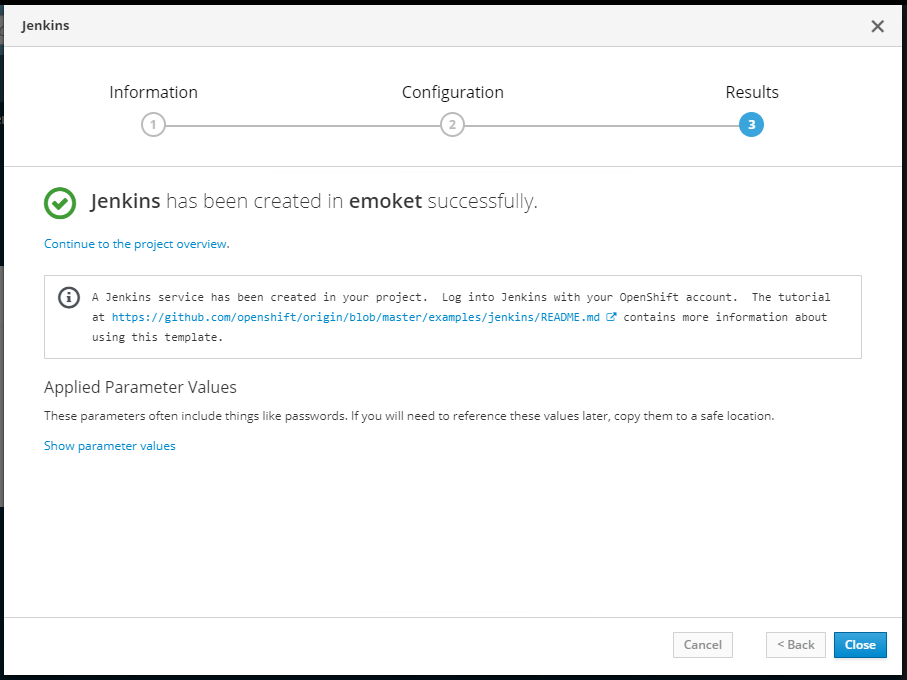 Jenkins
Information
Configuration
Results
1
2
3
Jenkins has been created in emoket successfully.
Continue to the project overview.
A Jenkins service has been created in your project.  Log into Jenkins with your OpenShift account.  The tutorial
at https://github.com/openshift/origin/blob/master/examples/jenkins/README.md contains more information about
using this template.
Applied Parameter Values
These parameters often include things like passwords. If you will need to reference these values later, copy them to a safe location.
Show parameter values
Cancel
< Back
Close